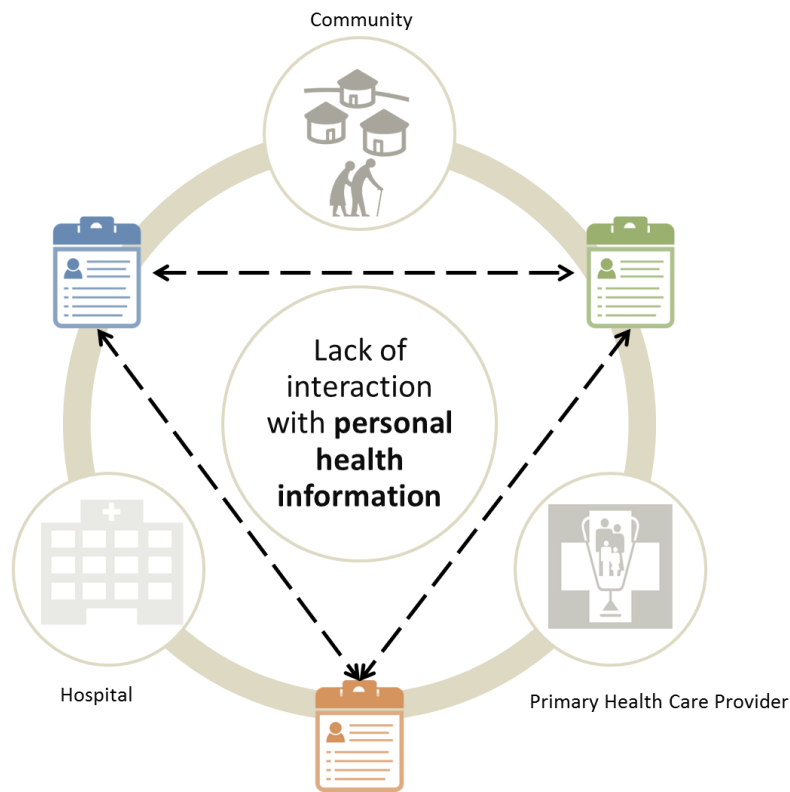 Community
Lack of
interaction
with personal
health
information
Hospital
Primary Health Care Provider